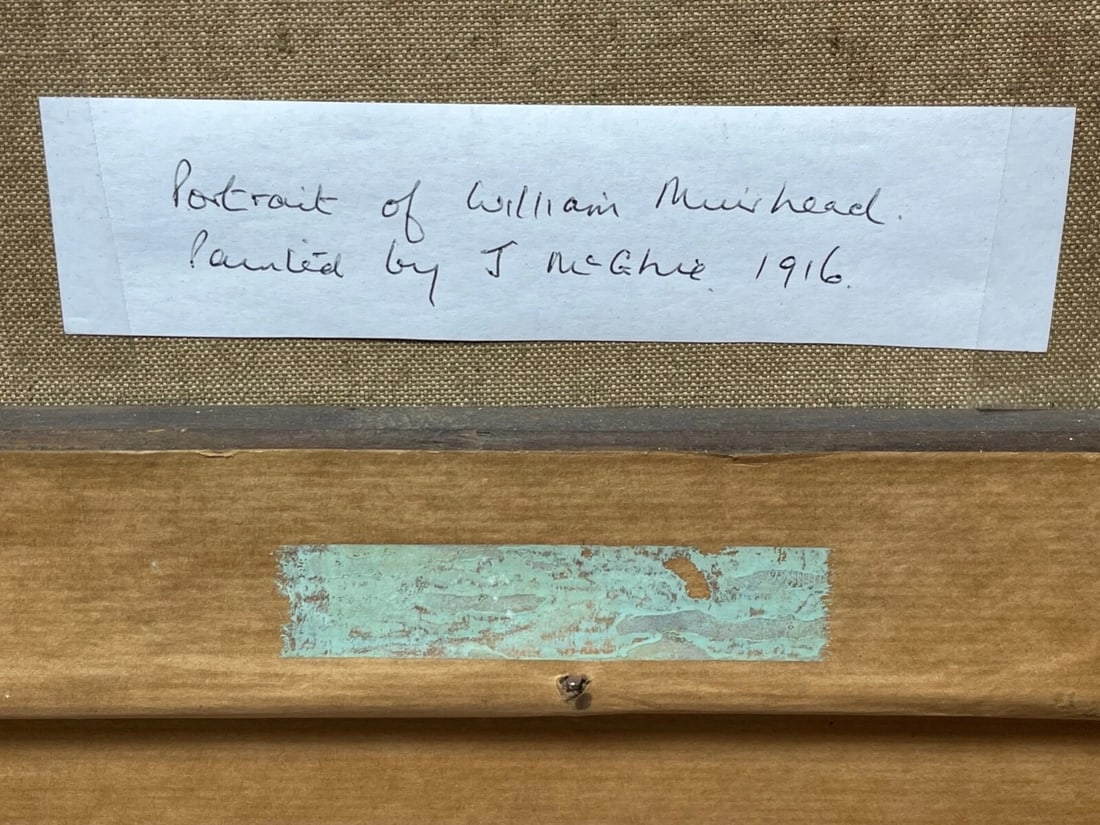 Portrait of William Muirhead.
Painted by J McGhie. 1916.